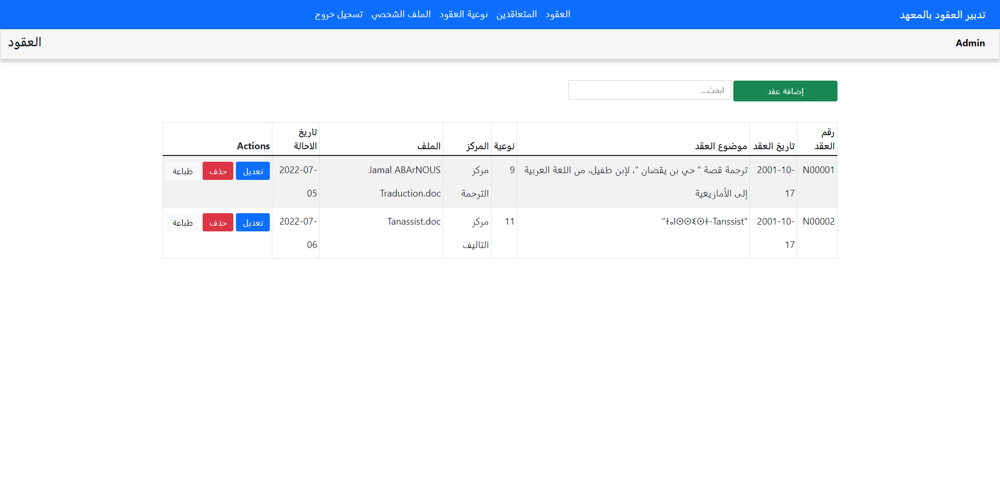 تدبير العقود بالمعهد
العقود
المتعاقدين
نوعية العقود
الملف الشخصي
تسجيل خروج
Admin
العقود
إضافة عقد
ابحث...
رقم
العقد
تاريخ العقد
موضوع العقد
نوعية
المركز
الملف
تاريخ
الاحالة
Actions
N00001
2001-10-
17
ترجمة قصة " حي بن يقضان "، لإبن طفيل، من اللغة العربية
إلى الأمازيغية
9
مركز
الترجمة
Jamal ABArNOUS
Traduction.doc
2022-07-
05
تعديل
حذف
طباعة
N00002
2001-10-
17
"ⵜⴰⵏⵙⵙⵉⵙⵜ-Tanssist"
11
مركز
التاليف
Tanassist.doc
2022-07-
06
تعديل
حذف
طباعة